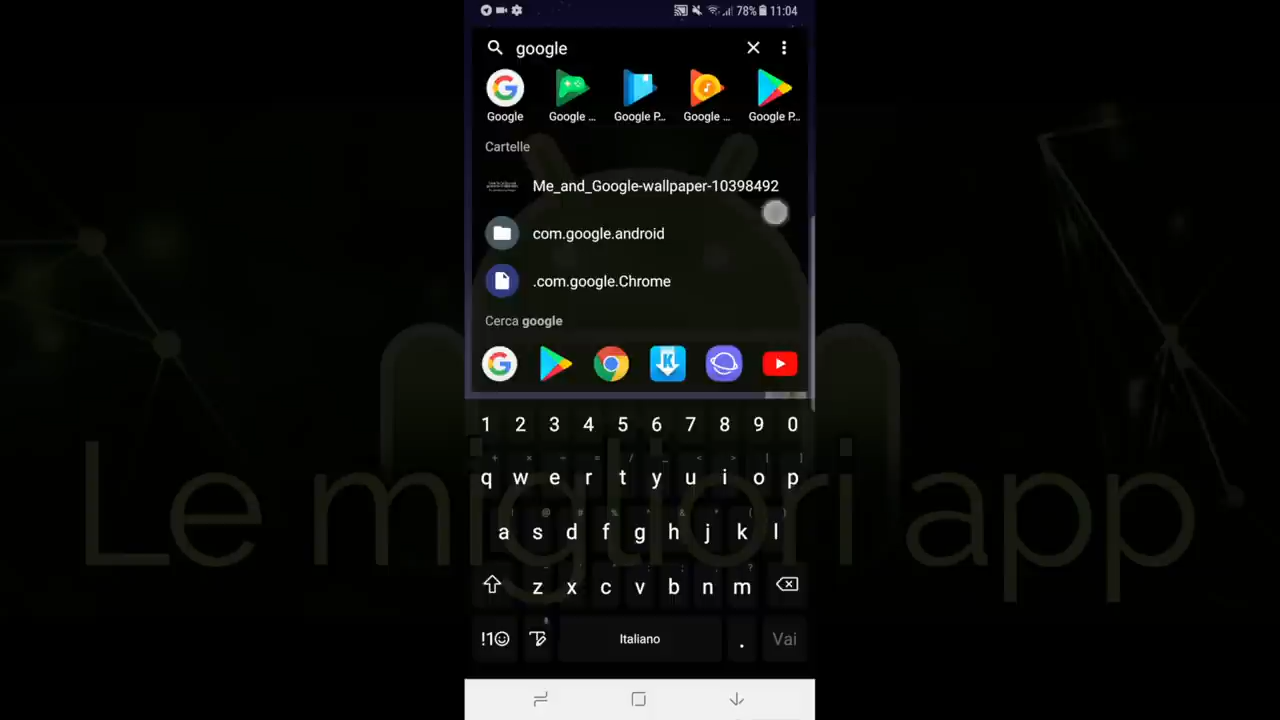 78% 11:04
google
Google Google ... Google P... Google ... Google P...
Cartelle
Me_and_Google-wallpaper-10398492
com.google.android
.com.google.Chrome
Cerca google
1 2 3 4 5 6 7 8 9 0
q w e r t y u i o p
a s d f g h j k l
z x c v b n m
!1☺ Italiano . Vai
Le migliori app